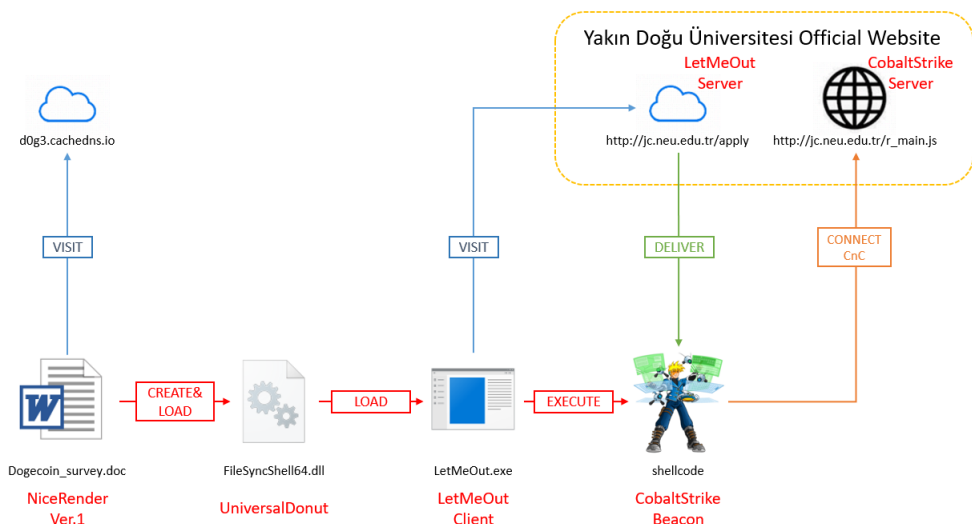 Yakın Doğu Üniversitesi Official Website
LetMeOut
Server
CobaltStrike
Server
d0g3.cachedns.io
http://jc.neu.edu.tr/apply
http://jc.neu.edu.tr/r_main.js
VISIT
VISIT
DELIVER
CONNECT
CnC
W
CREATE&
LOAD
LOAD
EXECUTE
Dogecoin_survey.doc
FileSyncShell64.dll
LetMeOut.exe
shellcode
NiceRender
Ver.1
UniversalDonut
LetMeOut
Client
CobaltStrike
Beacon